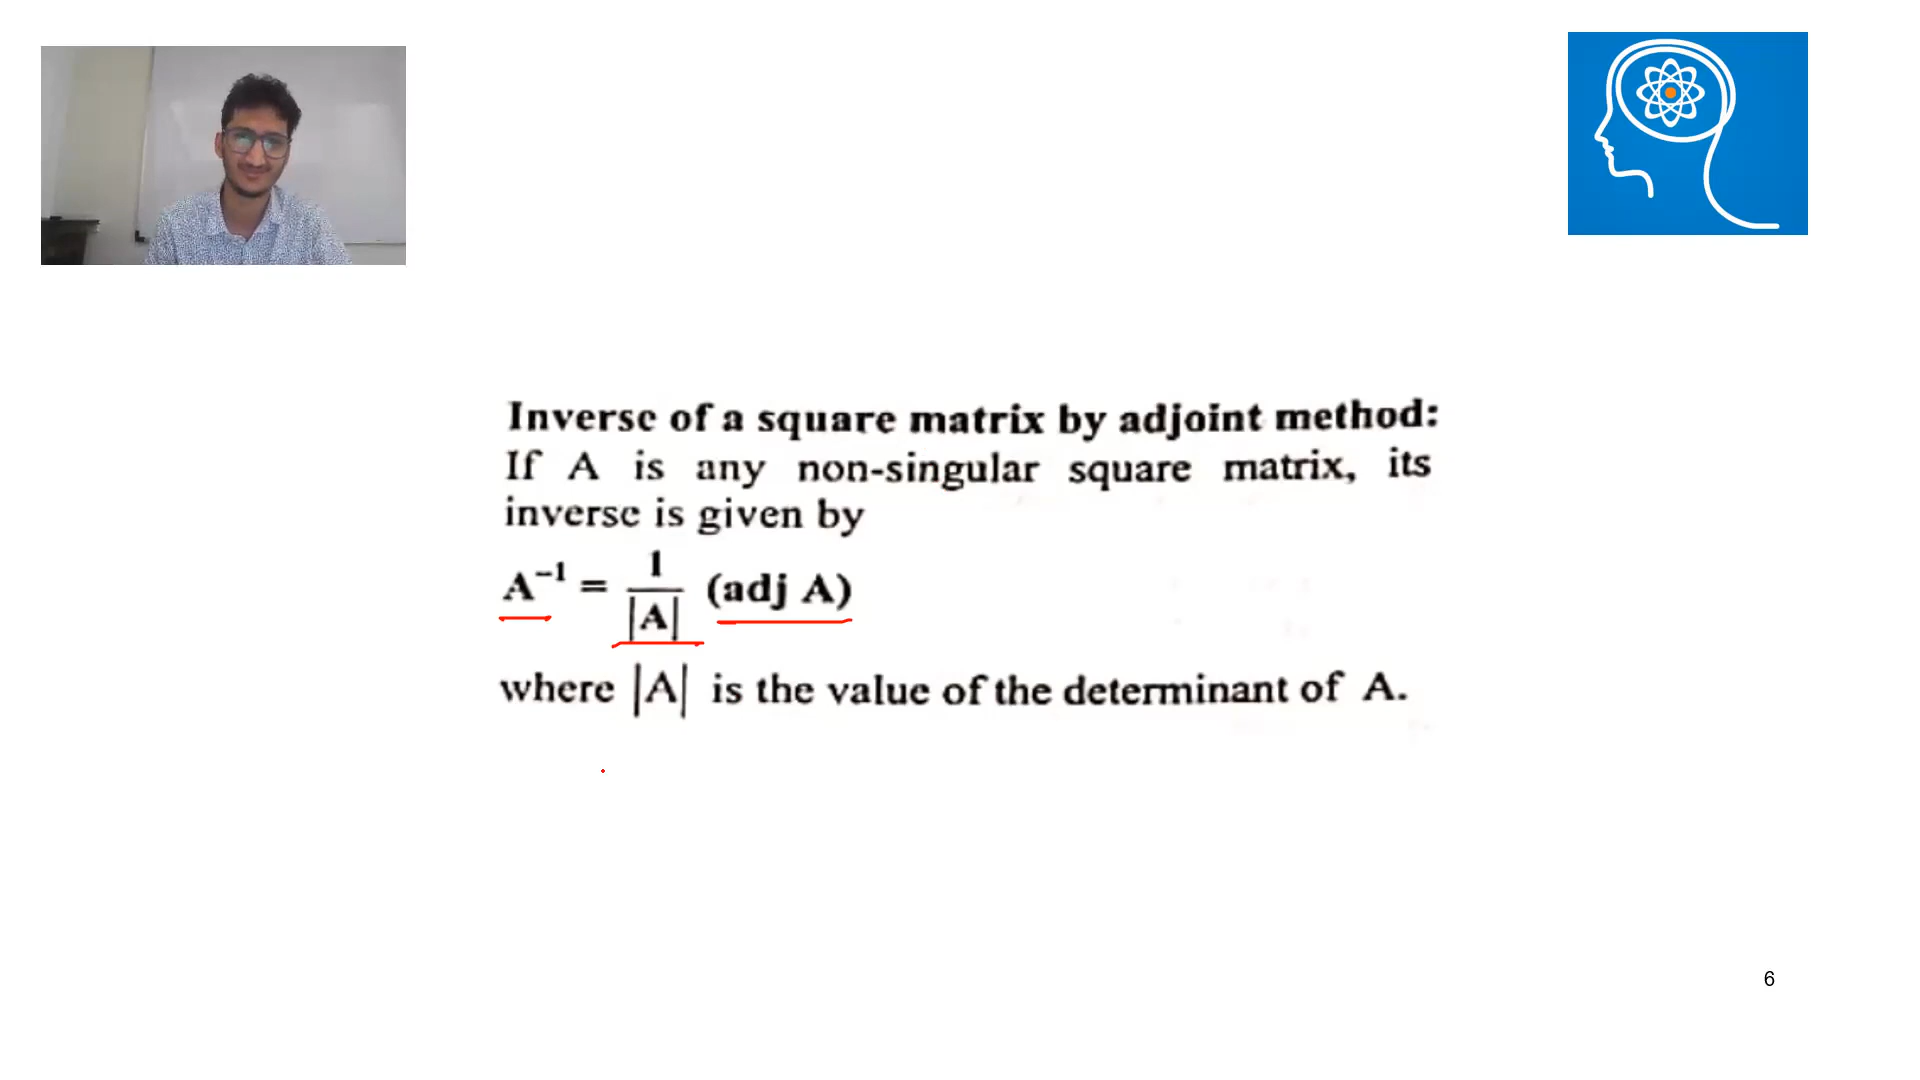 Inverse of a square matrix by adjoint method:
If A is any non-singular square matrix, its
inverse is given by
A⁻¹ = 1/|A| (adj A)
where |A| is the value of the determinant of A.
6